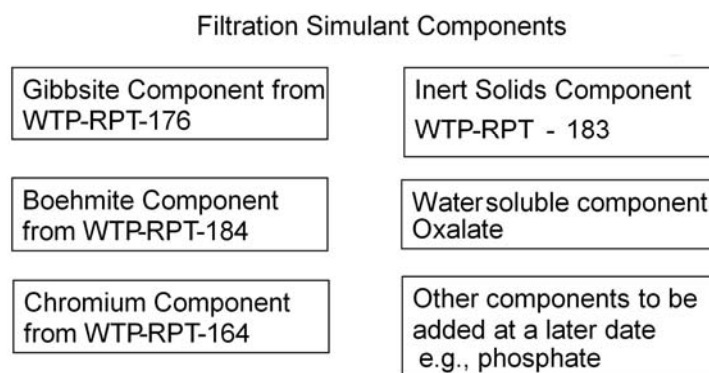 Filtration Simulant Components
Gibbsite Component from
WTP-RPT-176
Inert Solids Component
WTP-RPT - 183
Boehmite Component
from WTP-RPT-184
Water soluble component
Oxalate
Chromium Component
from WTP-RPT-164
Other components to be
added at a later date
e.g., phosphate